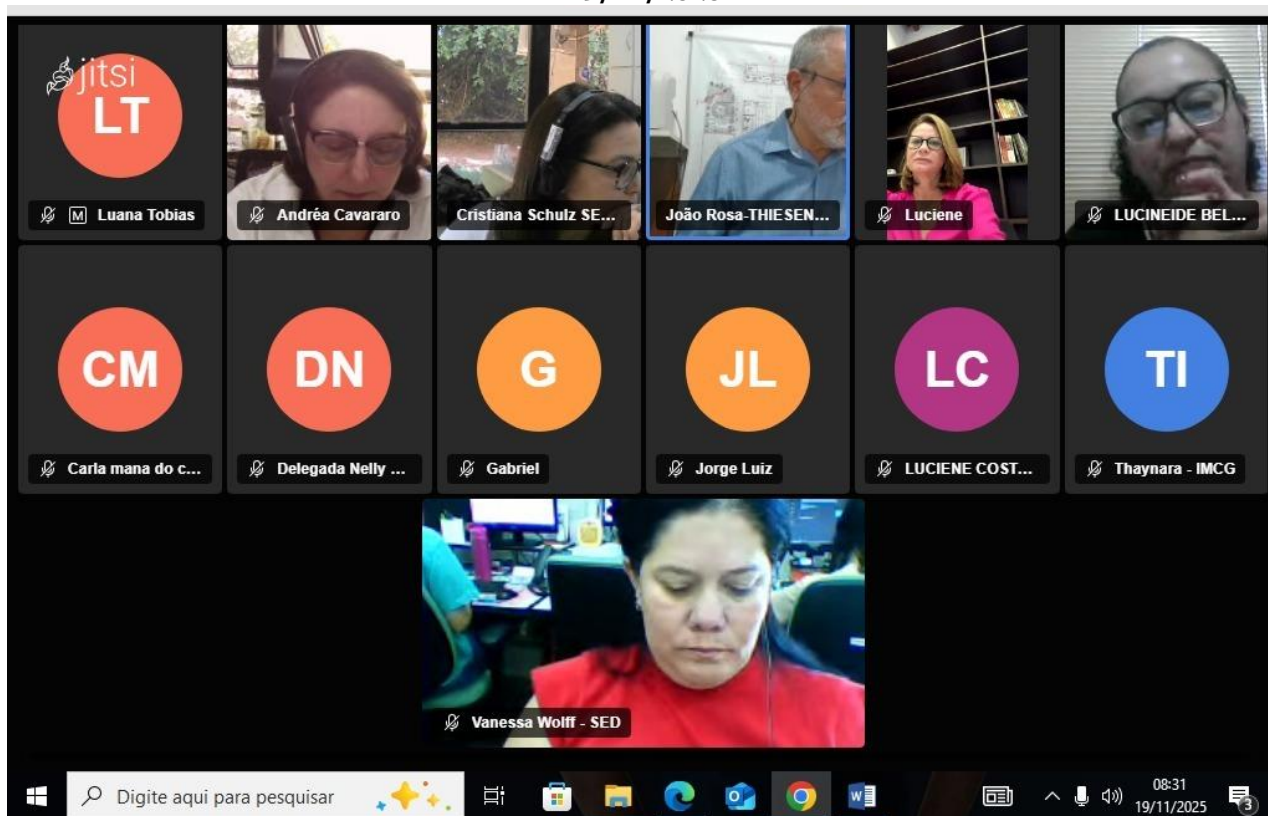 jitsi
LT
Luana Tobias
Andréa Cavararo
Cristiana Schulz SE...
João Rosa-THIESEN...
Luciene
LUCINEIDE BEL...
CM
DN
G
JL
LC
TI
Carla mana do c...
Delegada Nelly ...
Gabriel
Jorge Luiz
LUCIENE COST...
Thaynara - IMCG
Vanessa Wolff - SED
Digite aqui para pesquisar
08:31
19/11/2025
3